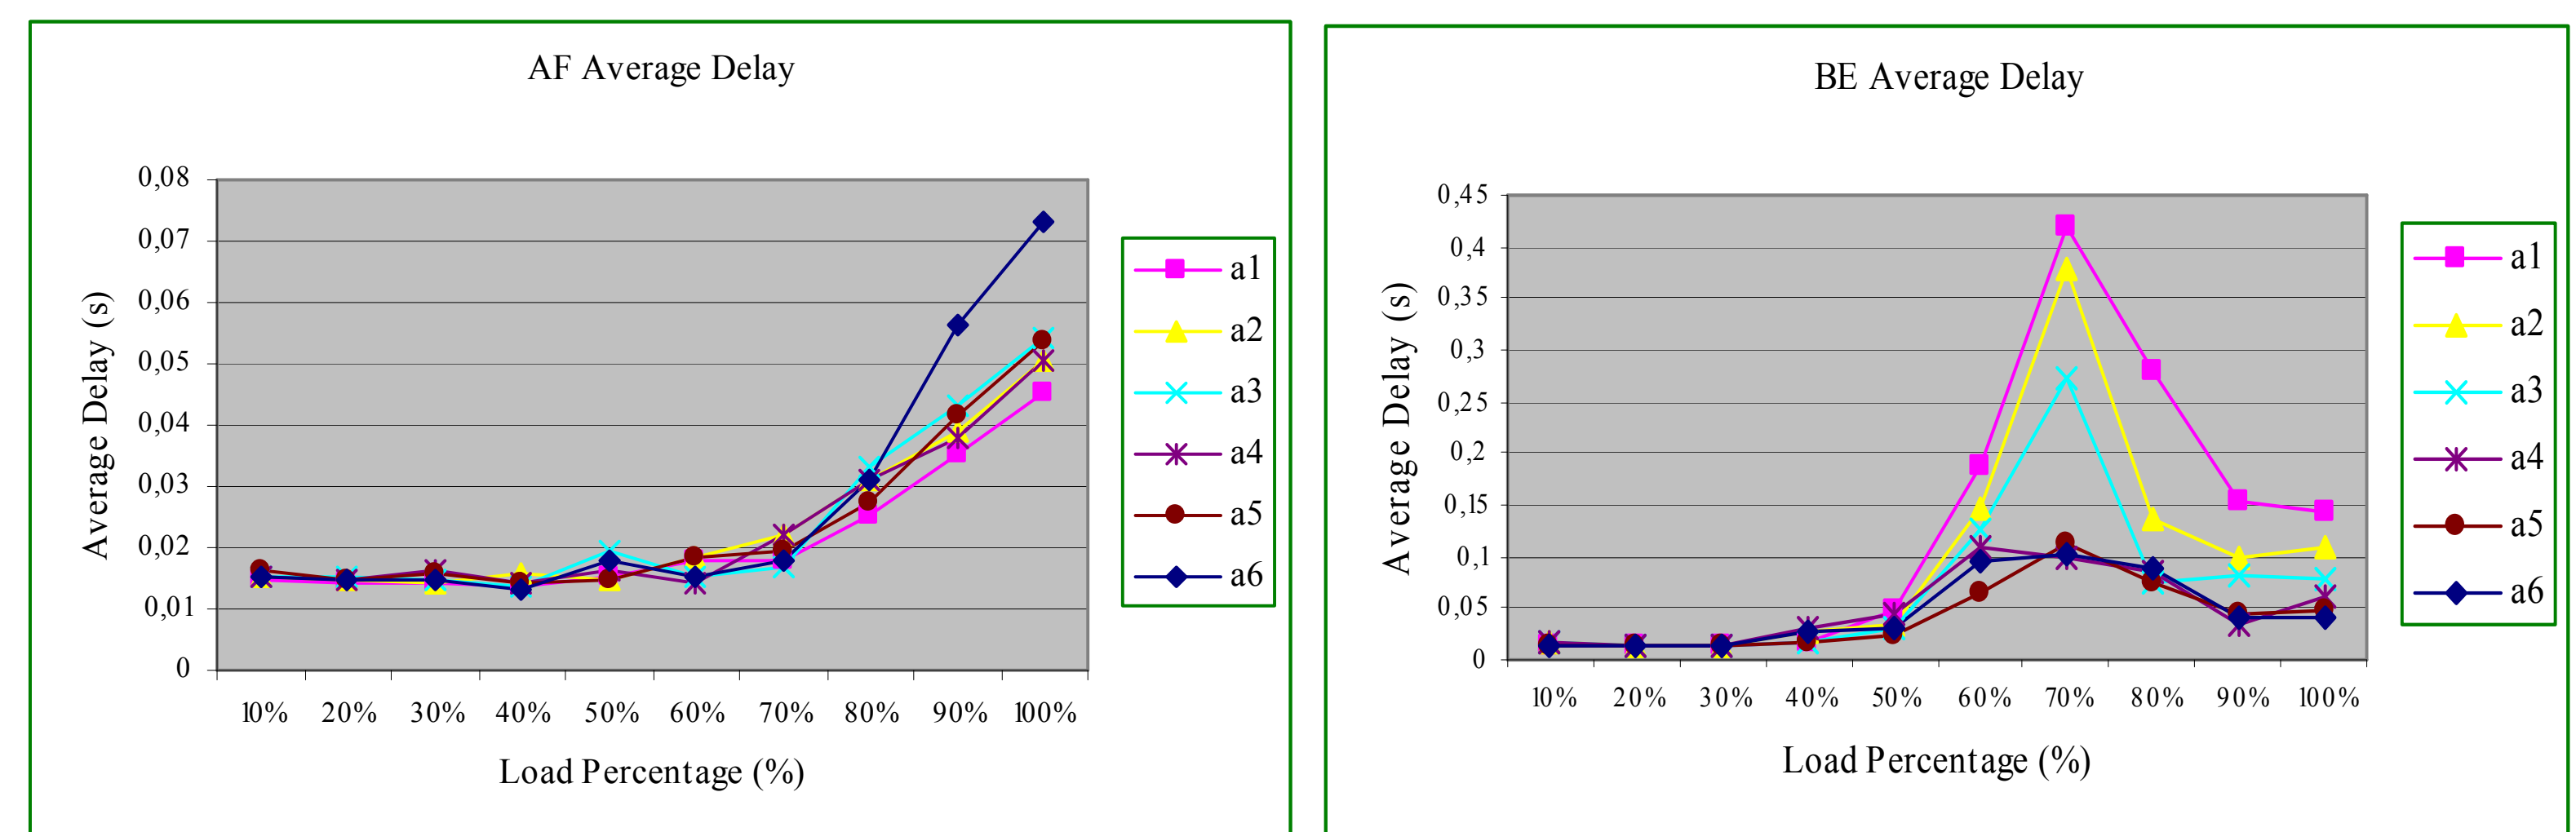 AF Average Delay
0,08
0,07
0,06
0,05
0,04
0,03
0,02
0,01
0
Average Delay (s)
10% 20% 30% 40% 50% 60% 70% 80% 90% 100%
Load Percentage (%)
a1
a2
a3
a4
a5
a6
BE Average Delay
0,45
0,4
0,35
0,3
0,25
0,2
0,15
0,1
0,05
0
Average Delay (s)
10% 20% 30% 40% 50% 60% 70% 80% 90% 100%
Load Percentage (%)
a1
a2
a3
a4
a5
a6